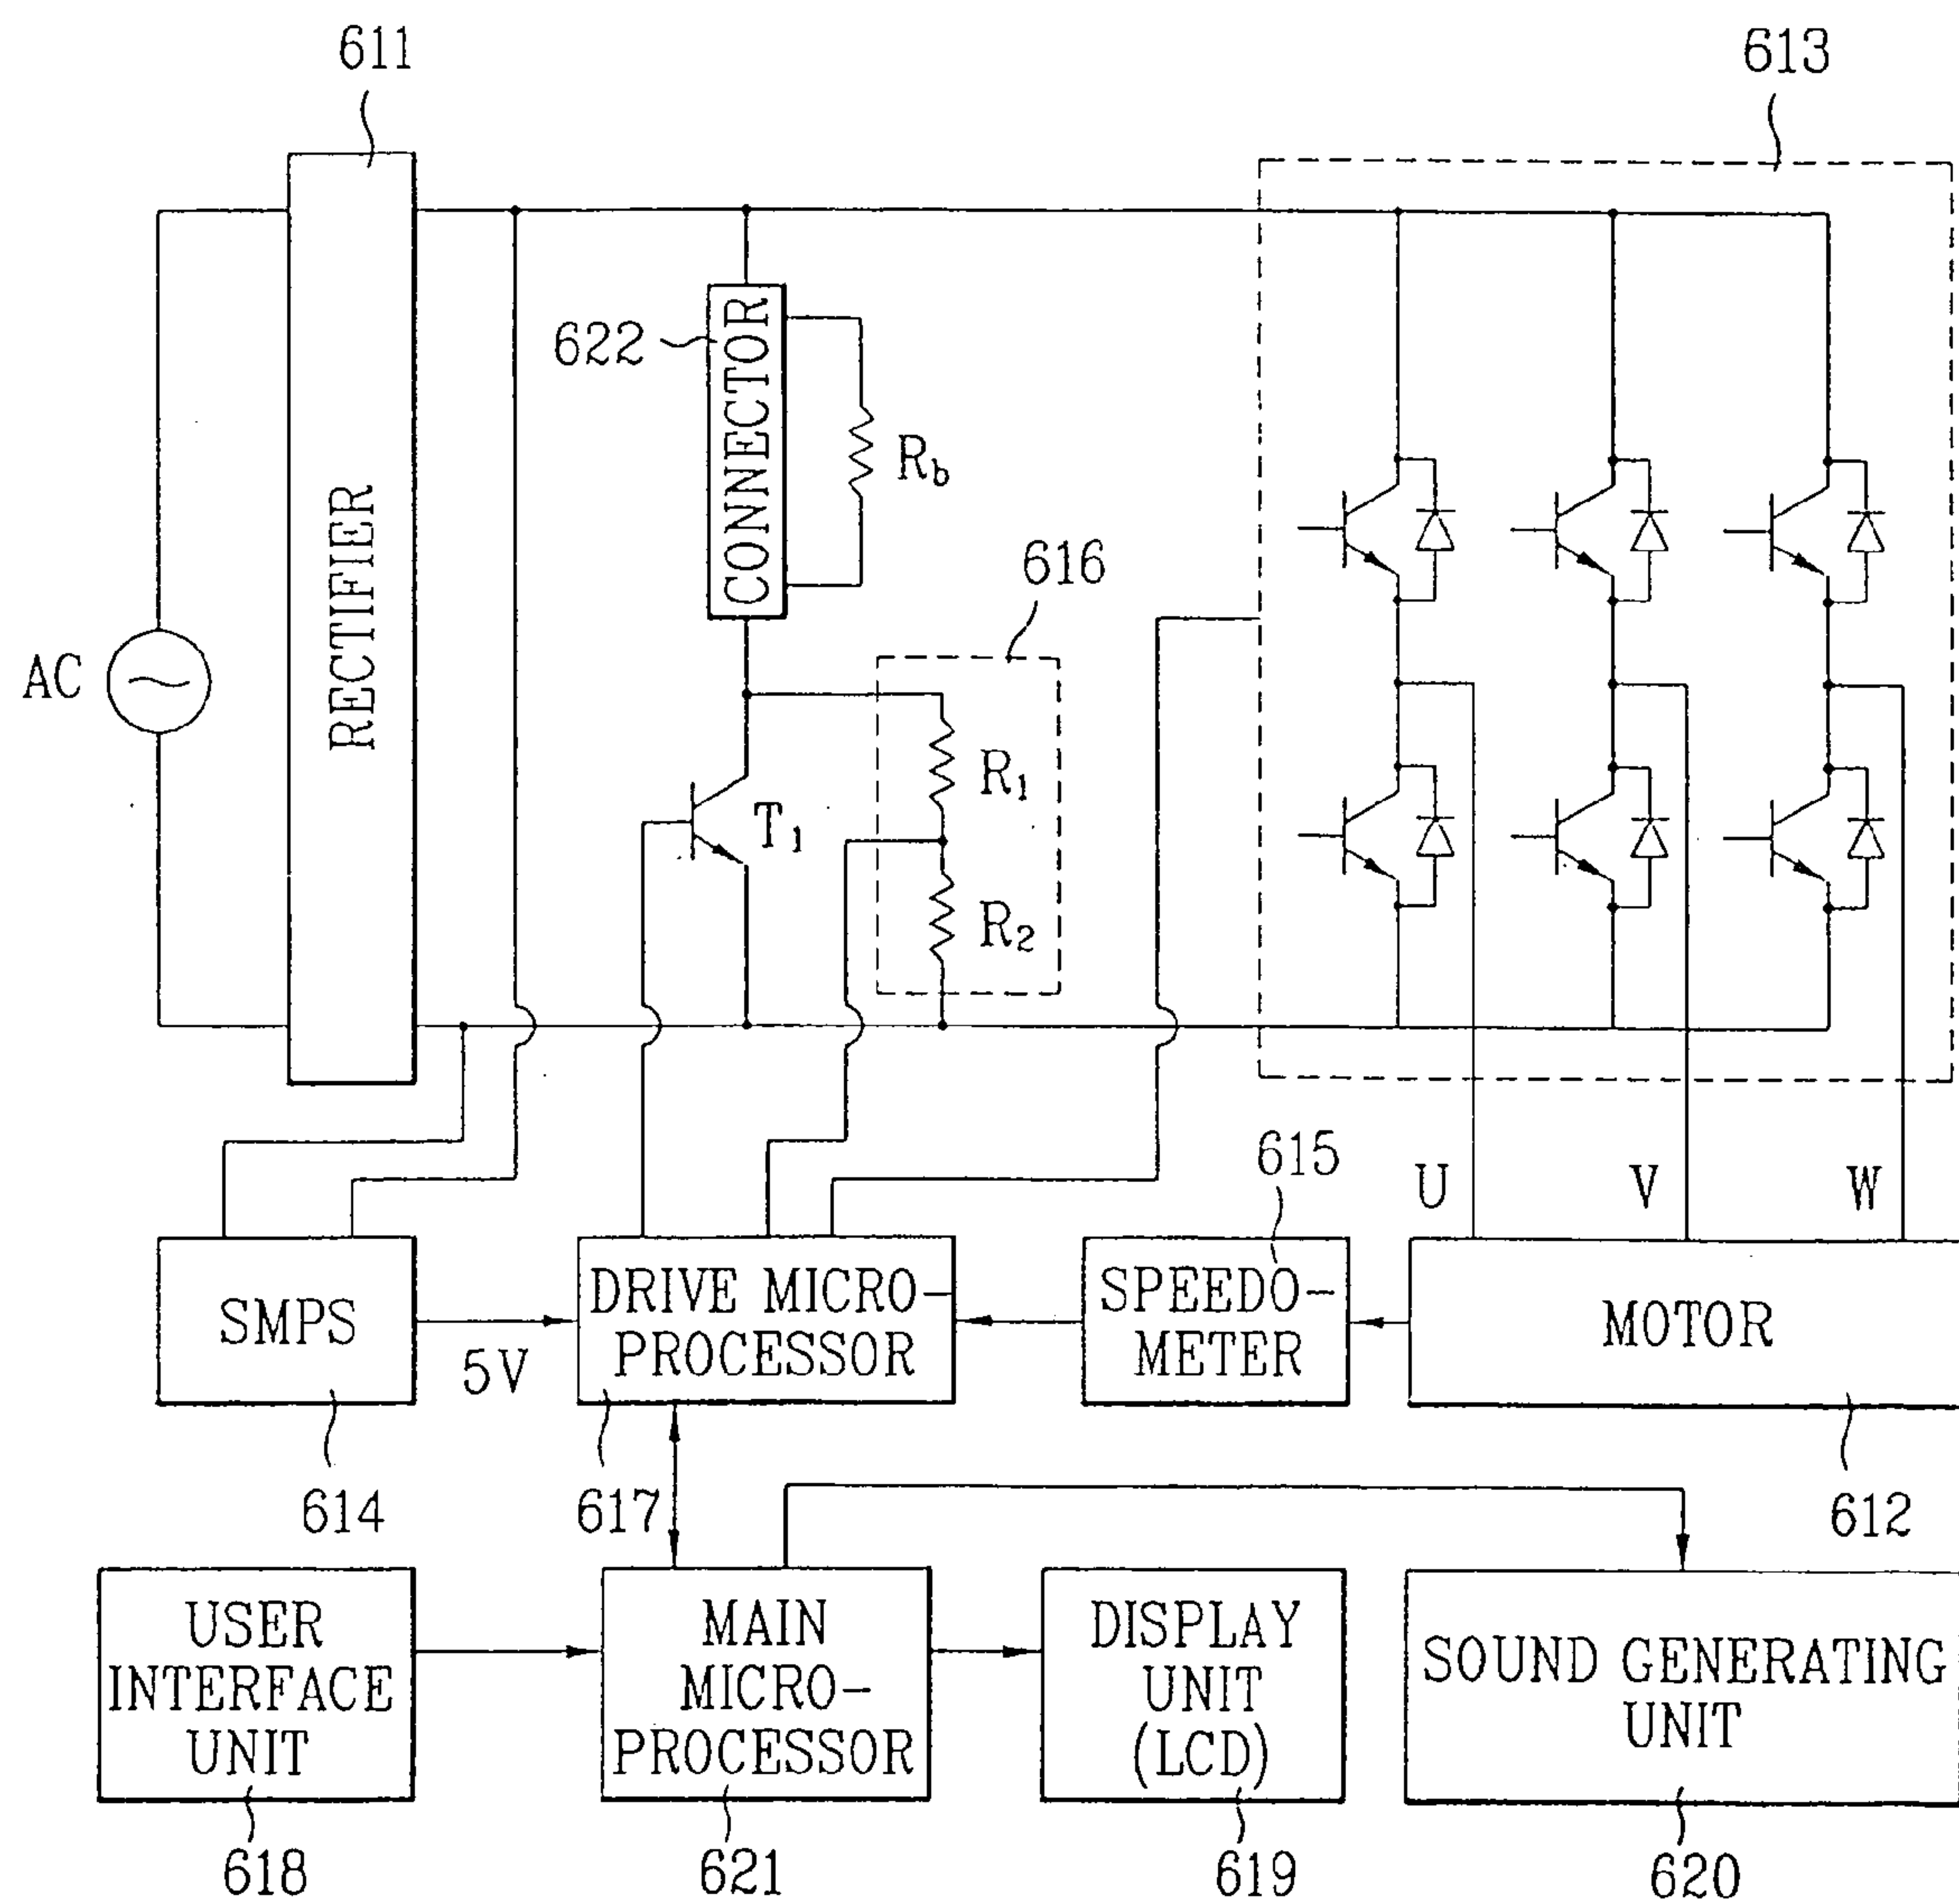 611
613
CONNECTOR
622
Rb
RECTIFIER
616
AC
R1
T1
R2
615
U
V
W
SMPS
5V
DRIVE MICRO-
PROCESSOR
SPEEDO-
METER
MOTOR
614
617
612
USER
INTERFACE
UNIT
MAIN
MICRO-
PROCESSOR
DISPLAY
UNIT
(LCD)
SOUND GENERATING
UNIT
618
621
619
620